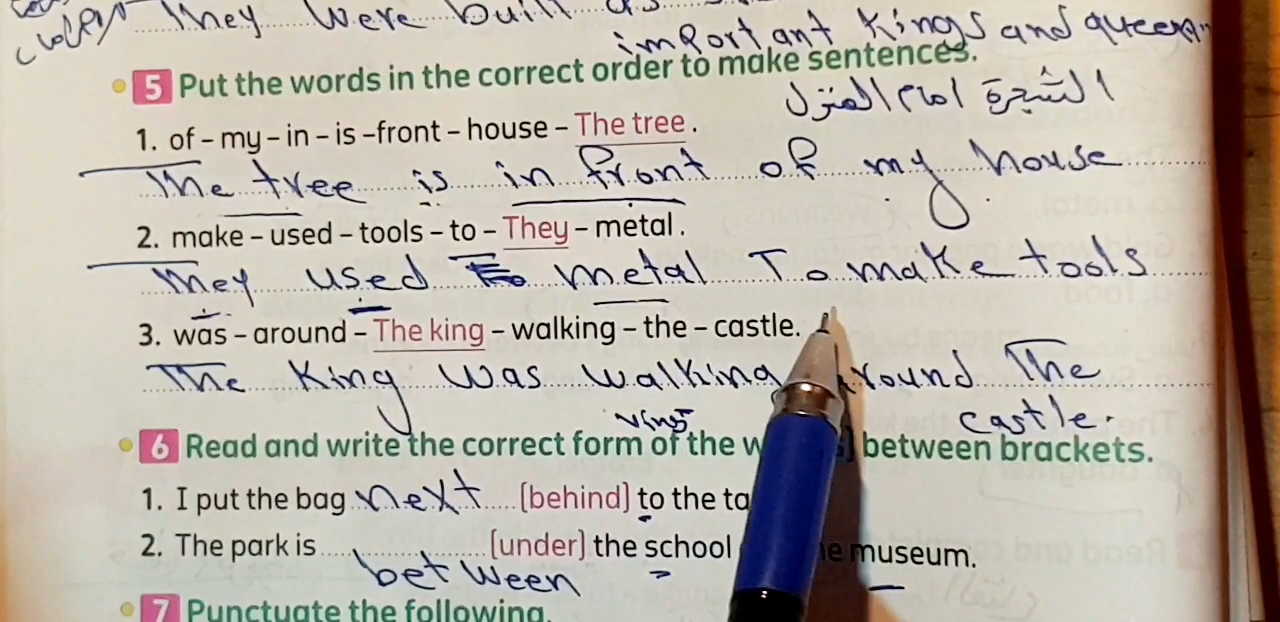 They were built as
important kings and queens
5 Put the words in the correct order to make sentences.
الشجرة امام المنزل
1. of – my – in – is –front – house – The tree.
The tree is in front of my house
2. make – used – tools – to – They – metal.
They used metal To make tools
3. was – around – The king – walking – the – castle.
The King was walking around The
castle.
6 Read and write the correct form of the between brackets.
1. I put the bag next [behind] to the
2. The park is [under] the school museum.
between
7 Punctuate the following.